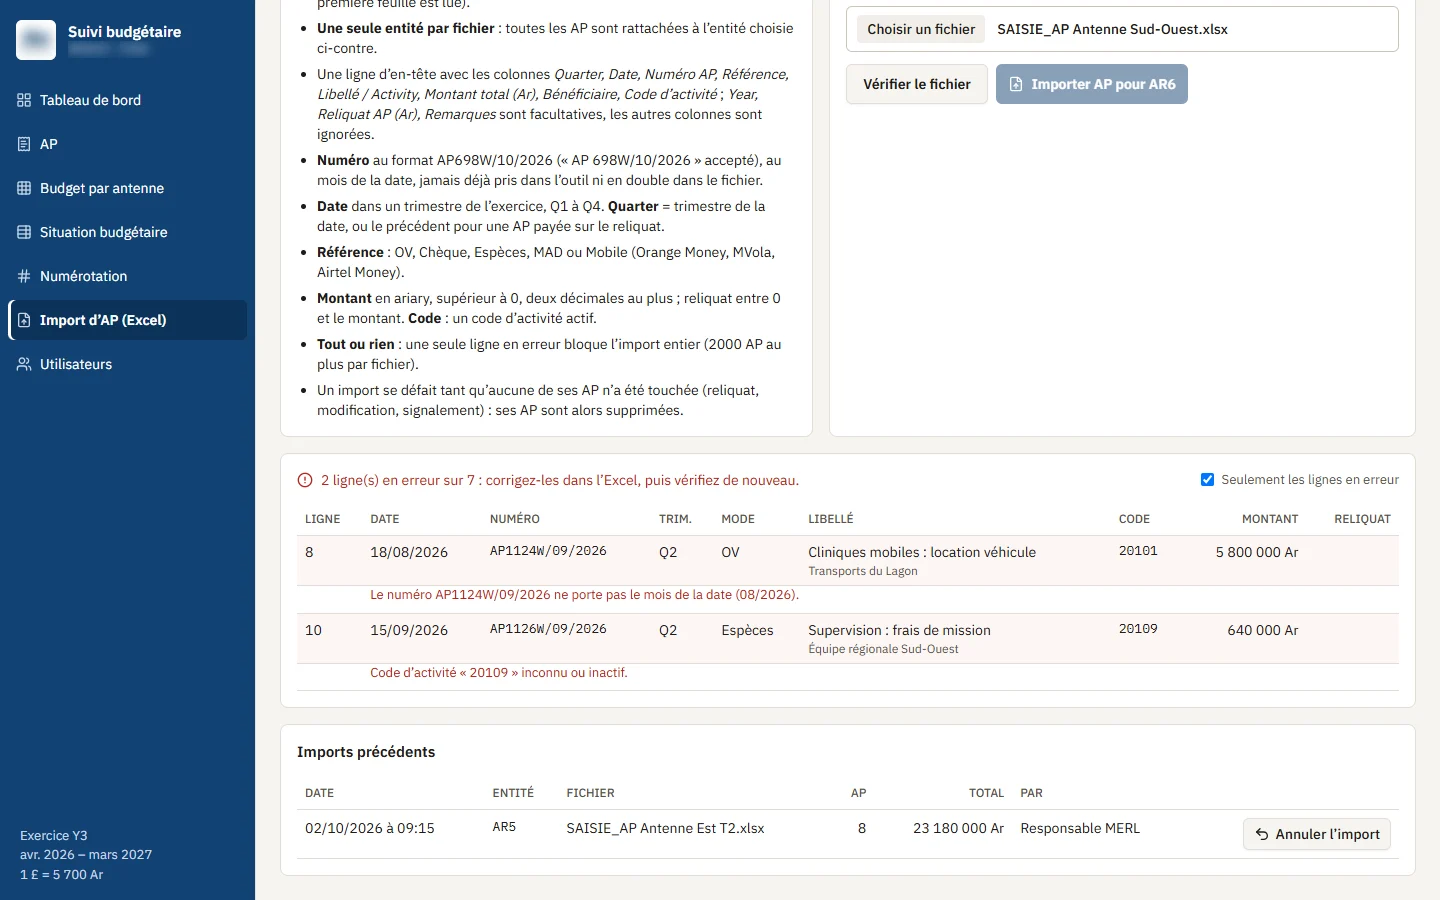 Suivi budgétaire
Tableau de bord
AP
Budget par antenne
Situation budgétaire
Numérotation
Import d’AP (Excel)
Utilisateurs
Exercice Y3
avr. 2026 – mars 2027
1 £ = 5 700 Ar
première feuille est lue).
Une seule entité par fichier : toutes les AP sont rattachées à l’entité choisie
ci-contre.
Une ligne d’en-tête avec les colonnes Quarter, Date, Numéro AP, Référence,
Libellé / Activity, Montant total (Ar), Bénéficiaire, Code d’activité ; Year,
Reliquat AP (Ar), Remarques sont facultatives, les autres colonnes sont
ignorées.
Numéro au format AP698W/10/2026 (« AP 698W/10/2026 » accepté), au
mois de la date, jamais déjà pris dans l’outil ni en double dans le fichier.
Date dans un trimestre de l’exercice, Q1 à Q4. Quarter = trimestre de la
date, ou le précédent pour une AP payée sur le reliquat.
Référence : OV, Chèque, Espèces, MAD ou Mobile (Orange Money, MVola,
Airtel Money).
Montant en ariary, supérieur à 0, deux décimales au plus ; reliquat entre 0
et le montant. Code : un code d’activité actif.
Tout ou rien : une seule ligne en erreur bloque l’import entier (2000 AP au
plus par fichier).
Un import se défait tant qu’aucune de ses AP n’a été touchée (reliquat,
modification, signalement) : ses AP sont alors supprimées.
Choisir un fichier SAISIE_AP Antenne Sud-Ouest.xlsx
Vérifier le fichier Importer AP pour AR6
2 ligne(s) en erreur sur 7 : corrigez-les dans l’Excel, puis vérifiez de nouveau. Seulement les lignes en erreur
LIGNE DATE NUMÉRO TRIM. MODE LIBELLÉ CODE MONTANT RELIQUAT
8 18/08/2026 AP1124W/09/2026 Q2 OV Cliniques mobiles : location véhicule 20101 5 800 000 Ar
Transports du Lagon
Le numéro AP1124W/09/2026 ne porte pas le mois de la date (08/2026).
10 15/09/2026 AP1126W/09/2026 Q2 Espèces Supervision : frais de mission 20109 640 000 Ar
Équipe régionale Sud-Ouest
Code d’activité « 20109 » inconnu ou inactif.
Imports précédents
DATE ENTITÉ FICHIER AP TOTAL PAR
02/10/2026 à 09:15 AR5 SAISIE_AP Antenne Est T2.xlsx 8 23 180 000 Ar Responsable MERL Annuler l’import